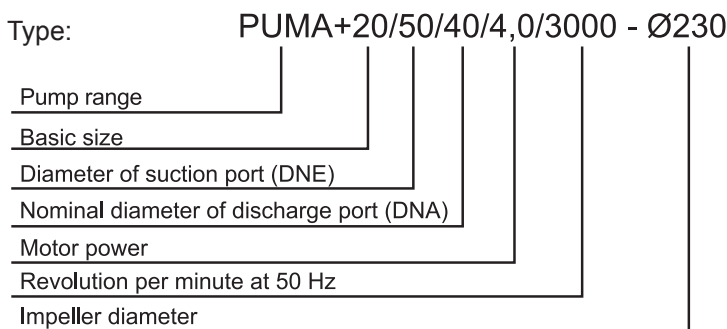 Type: PUMA+20/50/40/4,0/3000 - Ø230
Pump range
Basic size
Diameter of suction port (DNE)
Nominal diameter of discharge port (DNA)
Motor power
Revolution per minute at 50 Hz
Impeller diameter